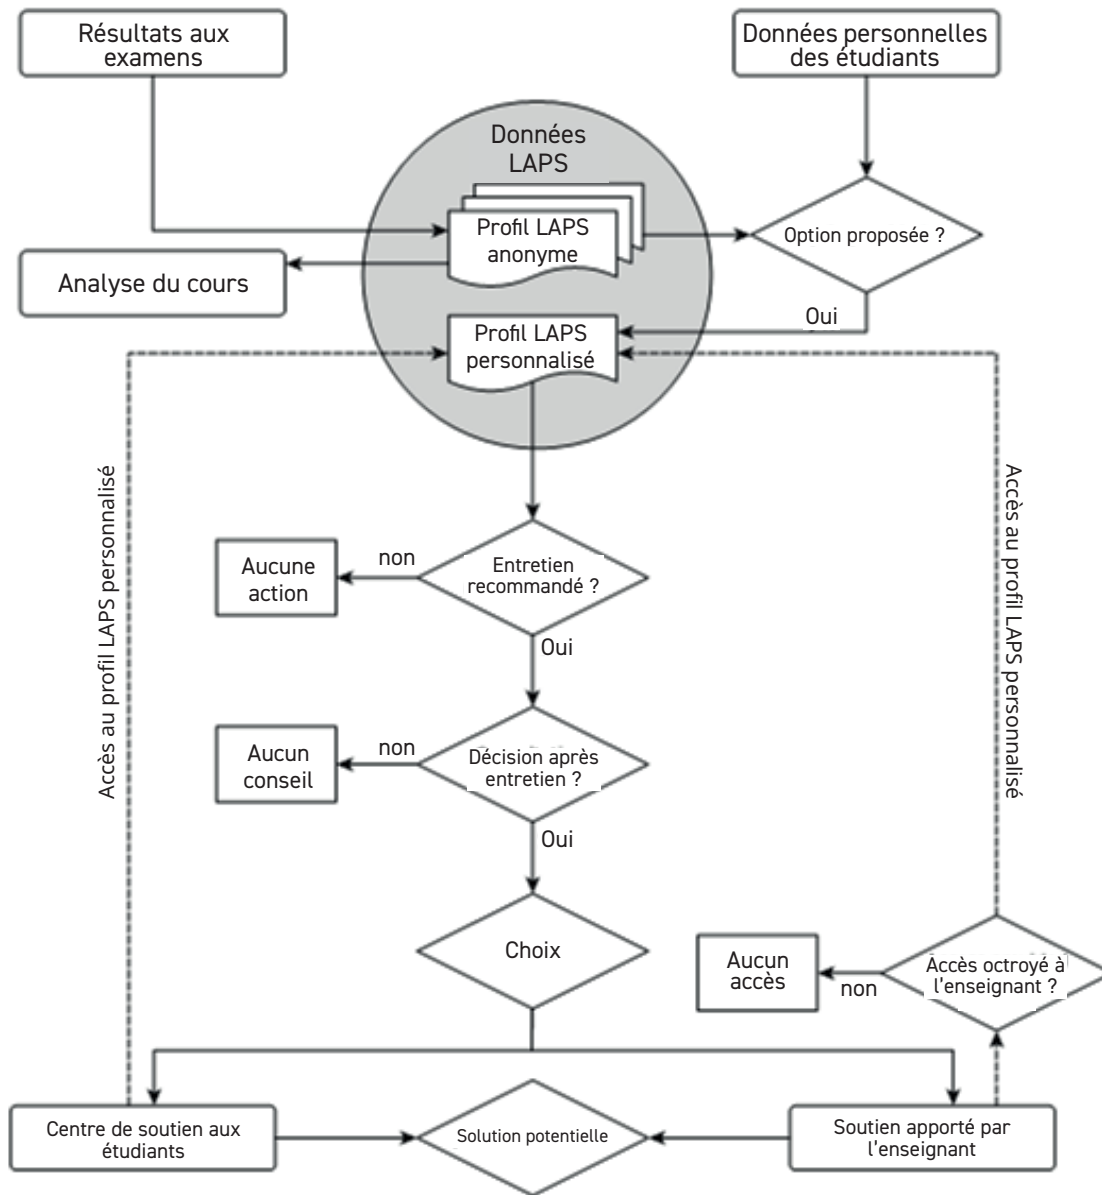 Résultats aux
examens
Données personnelles
des étudiants
Données
LAPS
Profil LAPS
anonyme
Option proposée ?
Analyse du cours
Oui
Profil LAPS
personnalisé
Accès au profil LAPS personnalisé
Accès au profil LAPS personnalisé
Aucune
action
non
Entretien
recommandé ?
Oui
Aucun
conseil
non
Décision après
entretien ?
Oui
Choix
Aucun
accès
non
Accès octroyé à
l'enseignant ?
Centre de soutien aux
étudiants
Solution potentielle
Soutien apporté par
l'enseignant